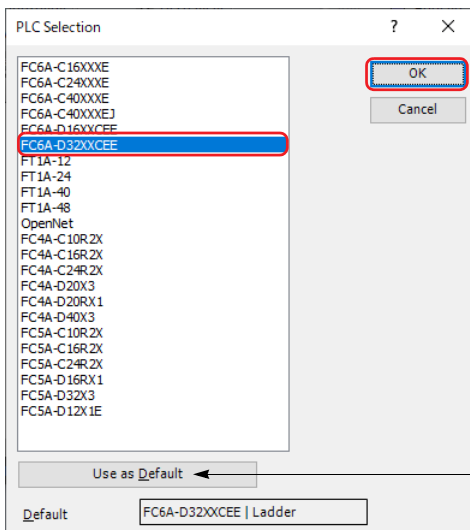 PLC Selection ? ×
FC6A-C16XXXE
FC6A-C24XXXE
FC6A-C40XXXE
FC6A-C40XXXEJ
FC6A-D16XXCEE
FC6A-D32XXCEE
FT1A-12
FT1A-24
FT1A-40
FT1A-48
OpenNet
FC4A-C10R2X
FC4A-C16R2X
FC4A-C24R2X
FC4A-D20X3
FC4A-D20RX1
FC4A-D40X3
FC5A-C10R2X
FC5A-C16R2X
FC5A-C24R2X
FC5A-D16RX1
FC5A-D32X3
FC5A-D12X1E
OK
Cancel
Use as Default
Default FC6A-D32XXCEE | Ladder